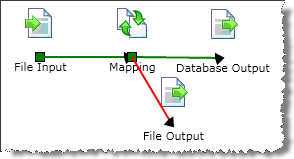 File Input
Mapping
Database Output
File Output